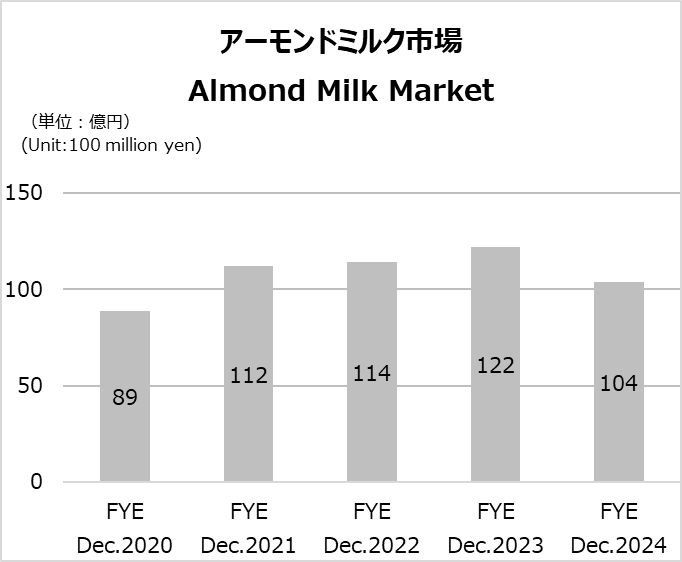 アーモンドミルク市場
Almond Milk Market
（単位：億円）
(Unit:100 million yen)
150
100
50
0
89
112
114
122
104
FYE FYE FYE FYE FYE
Dec.2020 Dec.2021 Dec.2022 Dec.2023 Dec.2024